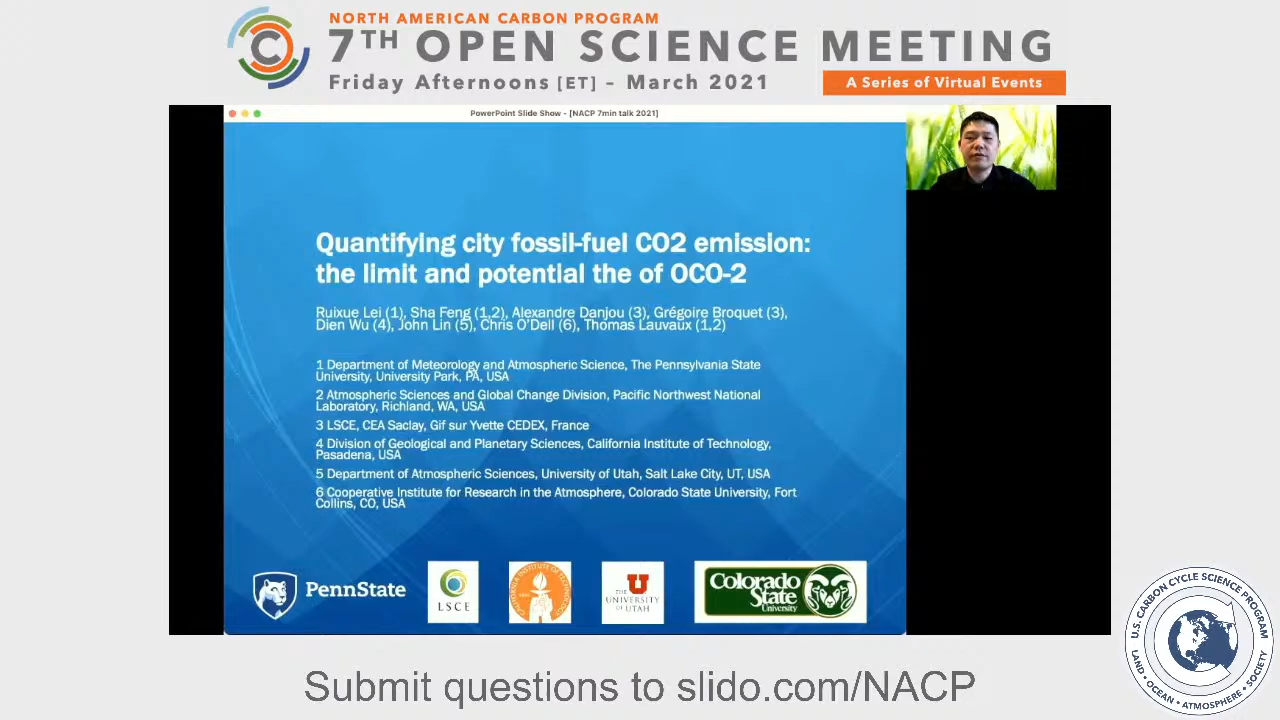 NORTH AMERICAN CARBON PROGRAM
7TH OPEN SCIENCE MEETING
Friday Afternoons [ET] – March 2021
A Series of Virtual Events
PowerPoint Slide Show - [NACP 7min talk 2021]
Quantifying city fossil-fuel CO2 emission:
the limit and potential the of OCO-2
Ruixue Lei (1), Sha Feng (1,2), Alexandre Danjou (3), Grégoire Broquet (3),
Dien Wu (4), John Lin (5), Chris O'Dell (6), Thomas Lauvaux (1,2)
1 Department of Meteorology and Atmospheric Science, The Pennsylvania State
University, University Park, PA, USA
2 Atmospheric Sciences and Global Change Division, Pacific Northwest National
Laboratory, Richland, WA, USA
3 LSCE, CEA Saclay, Gif sur Yvette CEDEX, France
4 Division of Geological and Planetary Sciences, California Institute of Technology,
Pasadena, USA
5 Department of Atmospheric Sciences, University of Utah, Salt Lake City, UT, USA
6 Cooperative Institute for Research in the Atmosphere, Colorado State University, Fort
Collins, CO, USA
PennState
LSCE
CALIFORNIA INSTITUTE OF TECHNOLOGY
U
THE
UNIVERSITY
OF UTAH
Colorado
State
University
U.S. CARBON CYCLE SCIENCE PROGRAM
LAND • OCEAN • ATMOSPHERE • SOCIETY
Submit questions to slido.com/NACP